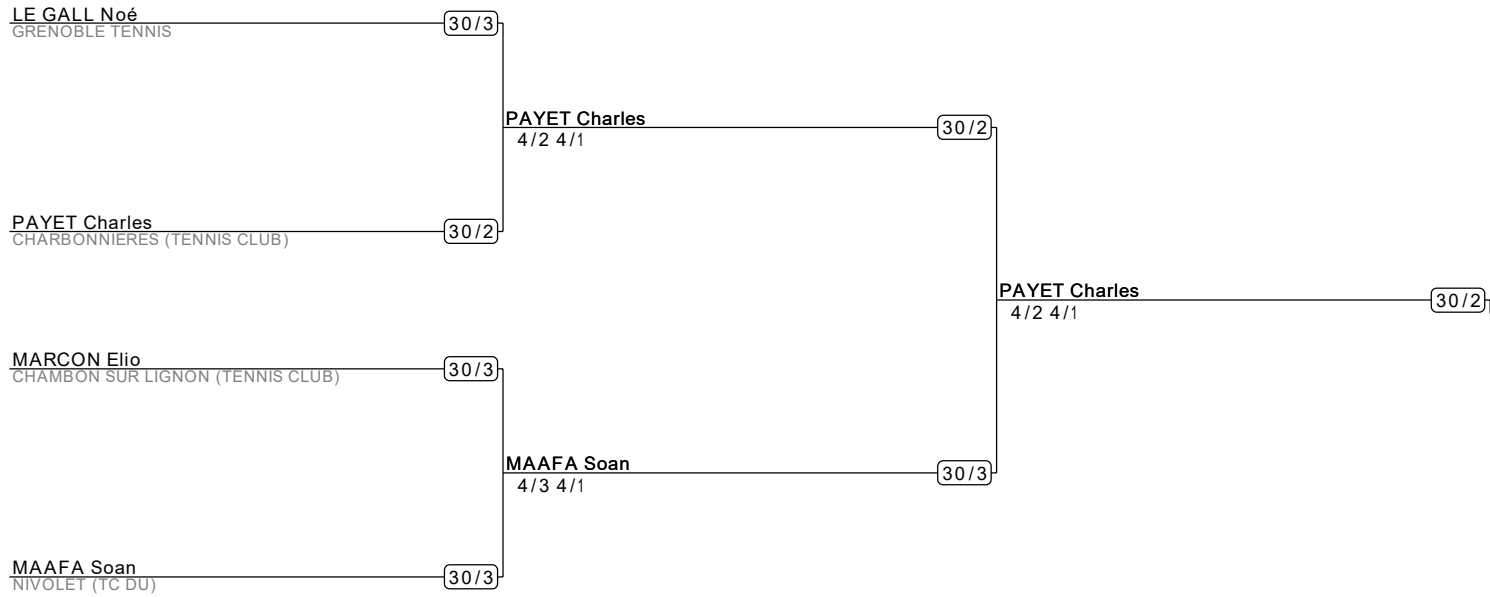 LE GALL Noé
30/3
GRENOBLE TENNIS
PAYET Charles
30/2
4/2 4/1
PAYET Charles
30/2
CHARBONNIERES (TENNIS CLUB)
PAYET Charles
30/2
4/2 4/1
MARCON Elio
30/3
CHAMBON SUR LIGNON (TENNIS CLUB)
MAAFA Soan
30/3
4/3 4/1
MAAFA Soan
30/3
NIVOLET (TC DU)